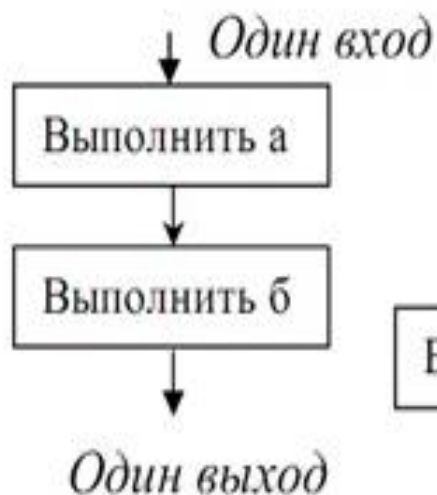 Один вход
Выполнить а
Выполнить б
Один выход